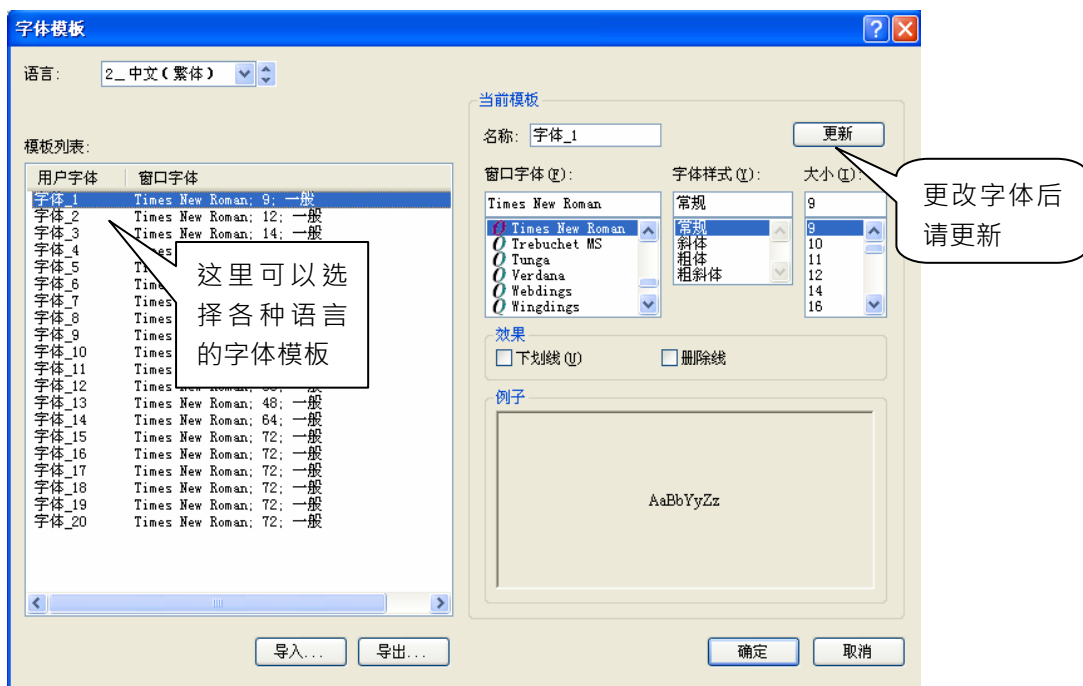 字体模板
语言: 2_中文(繁体)
模板列表:
用户字体 窗口字体
字体_1 Times New Roman; 9; 一般
字体_2 Times New Roman; 12; 一般
字体_3 Times New Roman; 14; 一般
字体_4
字体_5
字体_6
字体_7 Times
字体_8 Times
字体_9 Times
字体_10 Times
字体_11 Times
字体_12 Times New Roman;
字体_13 Times New Roman; 48; 一般
字体_14 Times New Roman; 64; 一般
字体_15 Times New Roman; 72; 一般
字体_16 Times New Roman; 72; 一般
字体_17 Times New Roman; 72; 一般
字体_18 Times New Roman; 72; 一般
字体_19 Times New Roman; 72; 一般
字体_20 Times New Roman; 72; 一般
这里可以选
择各种语言
的字体模板
导入... 导出...
当前模板
名称: 字体_1 更新
窗口字体(F): 字体样式(Y): 大小(I):
Times New Roman 常规 9
Times New Roman 常规 9
Trebuchet MS 斜体 10
Tunga 粗体 11
Verdana 粗斜体 12
Webdings 14
Wingdings 16
效果
下划线(U) 删除线
例子
AaBbYyZz
确定 取消
更改字体后
请更新